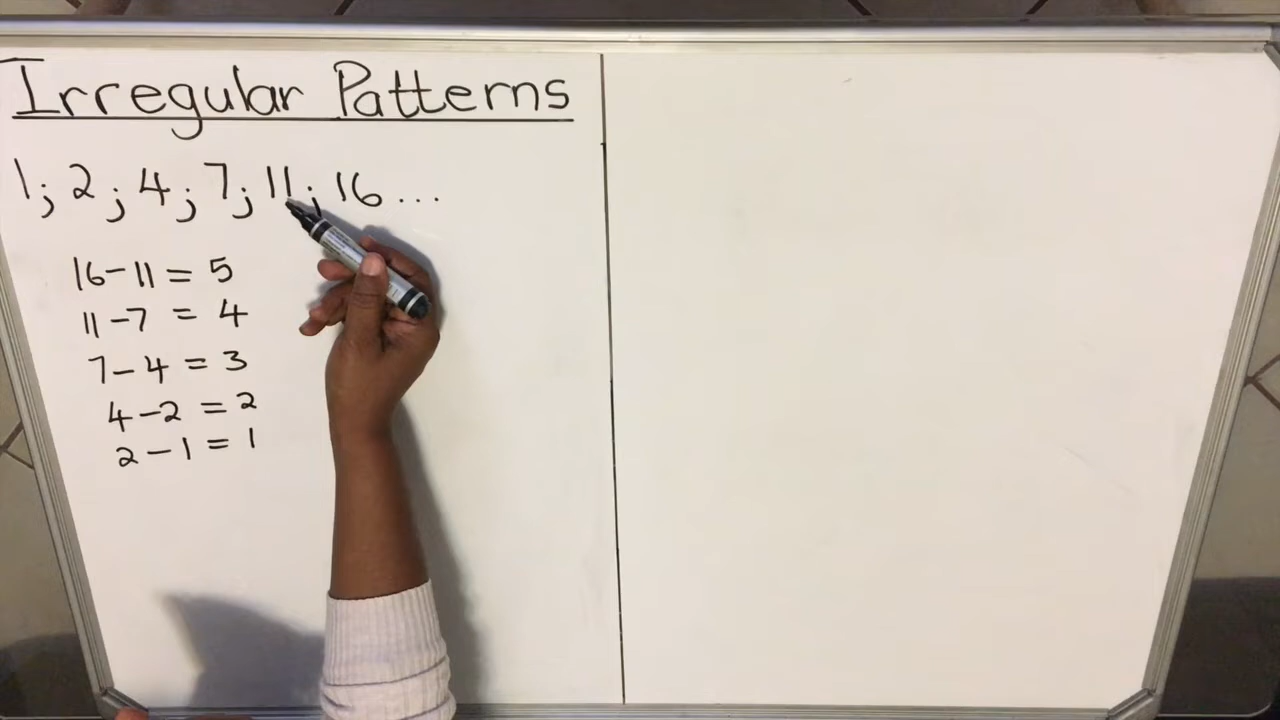 Irregular Patterns
1; 2; 4; 7; 11; 16 ...
16-11 = 5
11-7 = 4
7-4 = 3
4-2 = 2
2-1 = 1